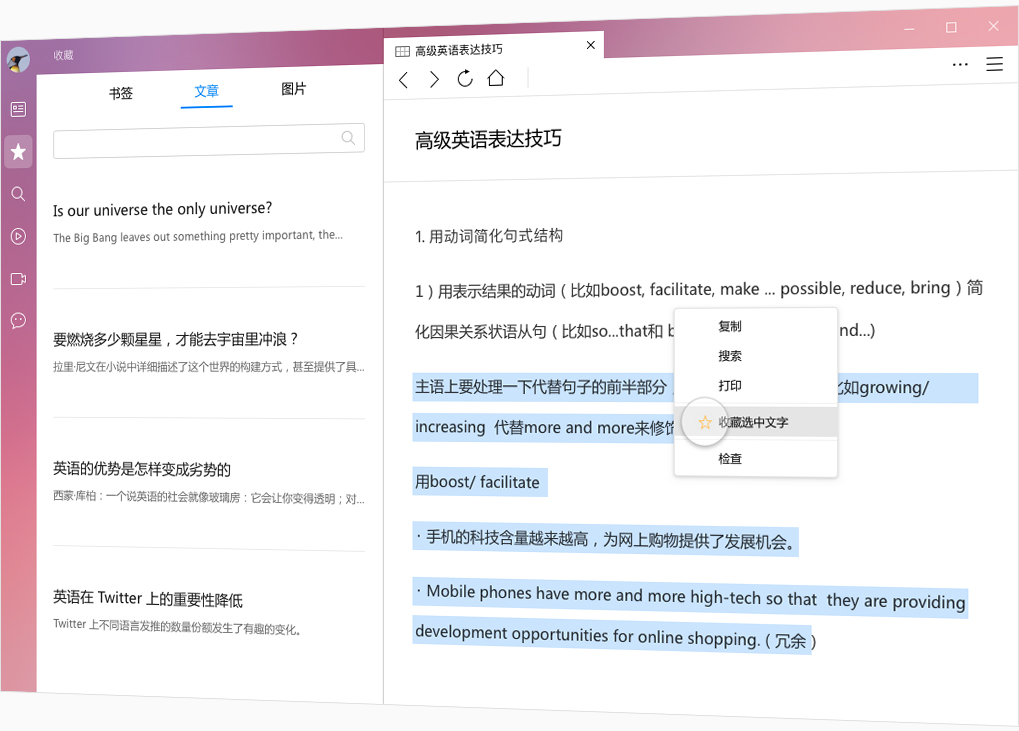 收藏
书签
文章
图片
Is our universe the only universe?
The Big Bang leaves out something pretty important, the...
要燃烧多少颗星星，才能去宇宙里冲浪？
拉里·尼文在小说中详细描述了这个世界的构建方式，甚至提供了具...
英语的优势是怎样变成劣势的
西蒙·库柏：一个说英语的社会就像玻璃房：它会让你变得透明；对...
英语在 Twitter 上的重要性降低
Twitter 上不同语言发推的数量份额发生了有趣的变化。
高级英语表达技巧
高级英语表达技巧
1. 用动词简化句式结构
1）用表示结果的动词（比如boost, facilitate, make ... possible, reduce, bring ）简
化因果关系状语从句（比如so...that和 nd...)
主语上要处理一下代替句子的前半部分 比如growing/
increasing 代替more and more来修饰
用boost/ facilitate
· 手机的科技含量越来越高，为网上购物提供了发展机会。
· Mobile phones have more and more high-tech so that they are providing
development opportunities for online shopping. ( 冗余 )
复制
搜索
打印
收藏选中文字
检查